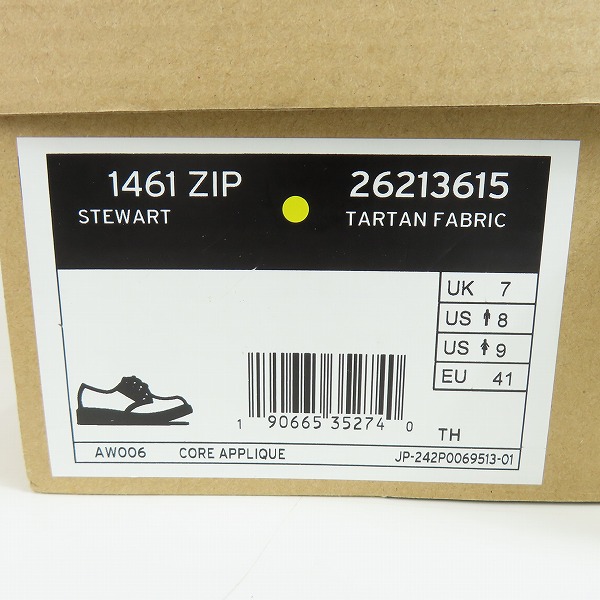 1461 ZIP 26213615
STEWART TARTAN FABRIC
UK 7
US 8
US 9
EU 41
1 90665 35274 0
TH
AW006 CORE APPLIQUE JP-242P0069513-01